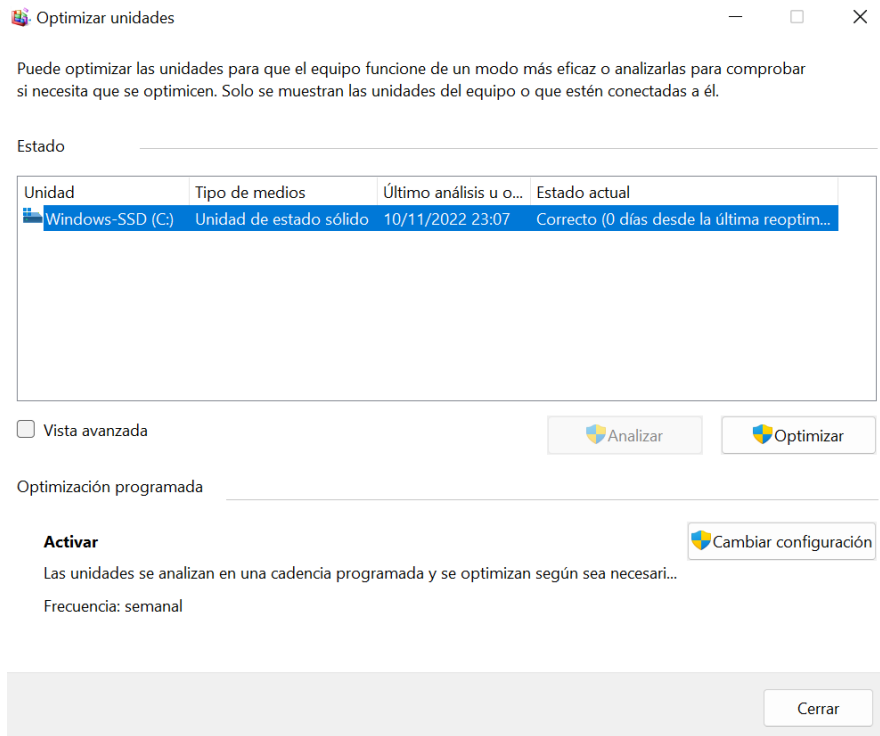 Optimizar unidades
Puede optimizar las unidades para que el equipo funcione de un modo más eficaz o analizarlas para comprobar
si necesita que se optimicen. Solo se muestran las unidades del equipo o que estén conectadas a él.
Estado
Unidad Tipo de medios Último análisis u o... Estado actual
Windows-SSD (C:) Unidad de estado sólido 10/11/2022 23:07 Correcto (0 días desde la última reoptim...
Vista avanzada
Analizar Optimizar
Optimización programada
Activar
Cambiar configuración
Las unidades se analizan en una cadencia programada y se optimizan según sea necesari...
Frecuencia: semanal
Cerrar